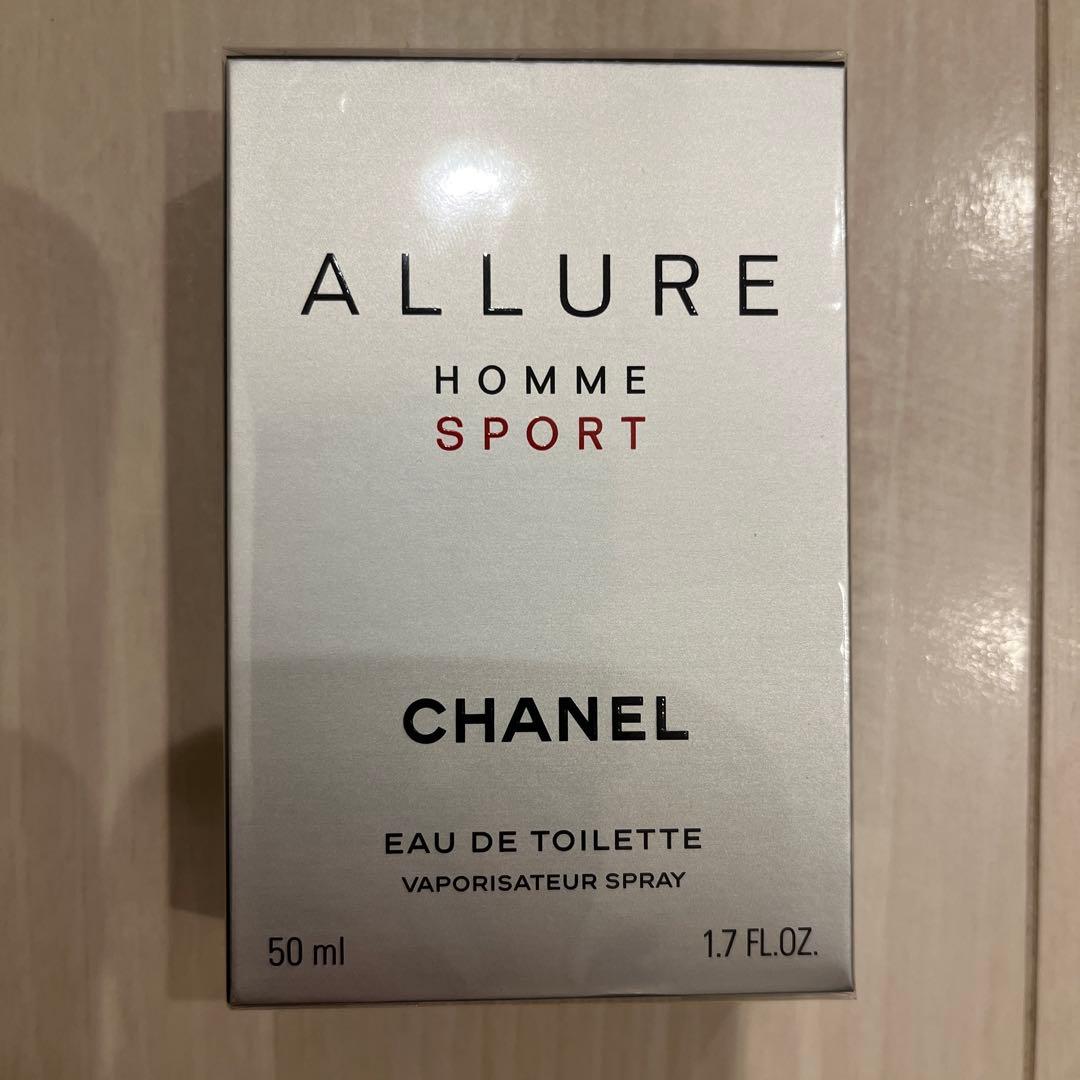 ALLURE
HOMME
SPORT
CHANEL
EAU DE TOILETTE
VAPORISATEUR SPRAY
50 ml 1.7 FL.OZ.